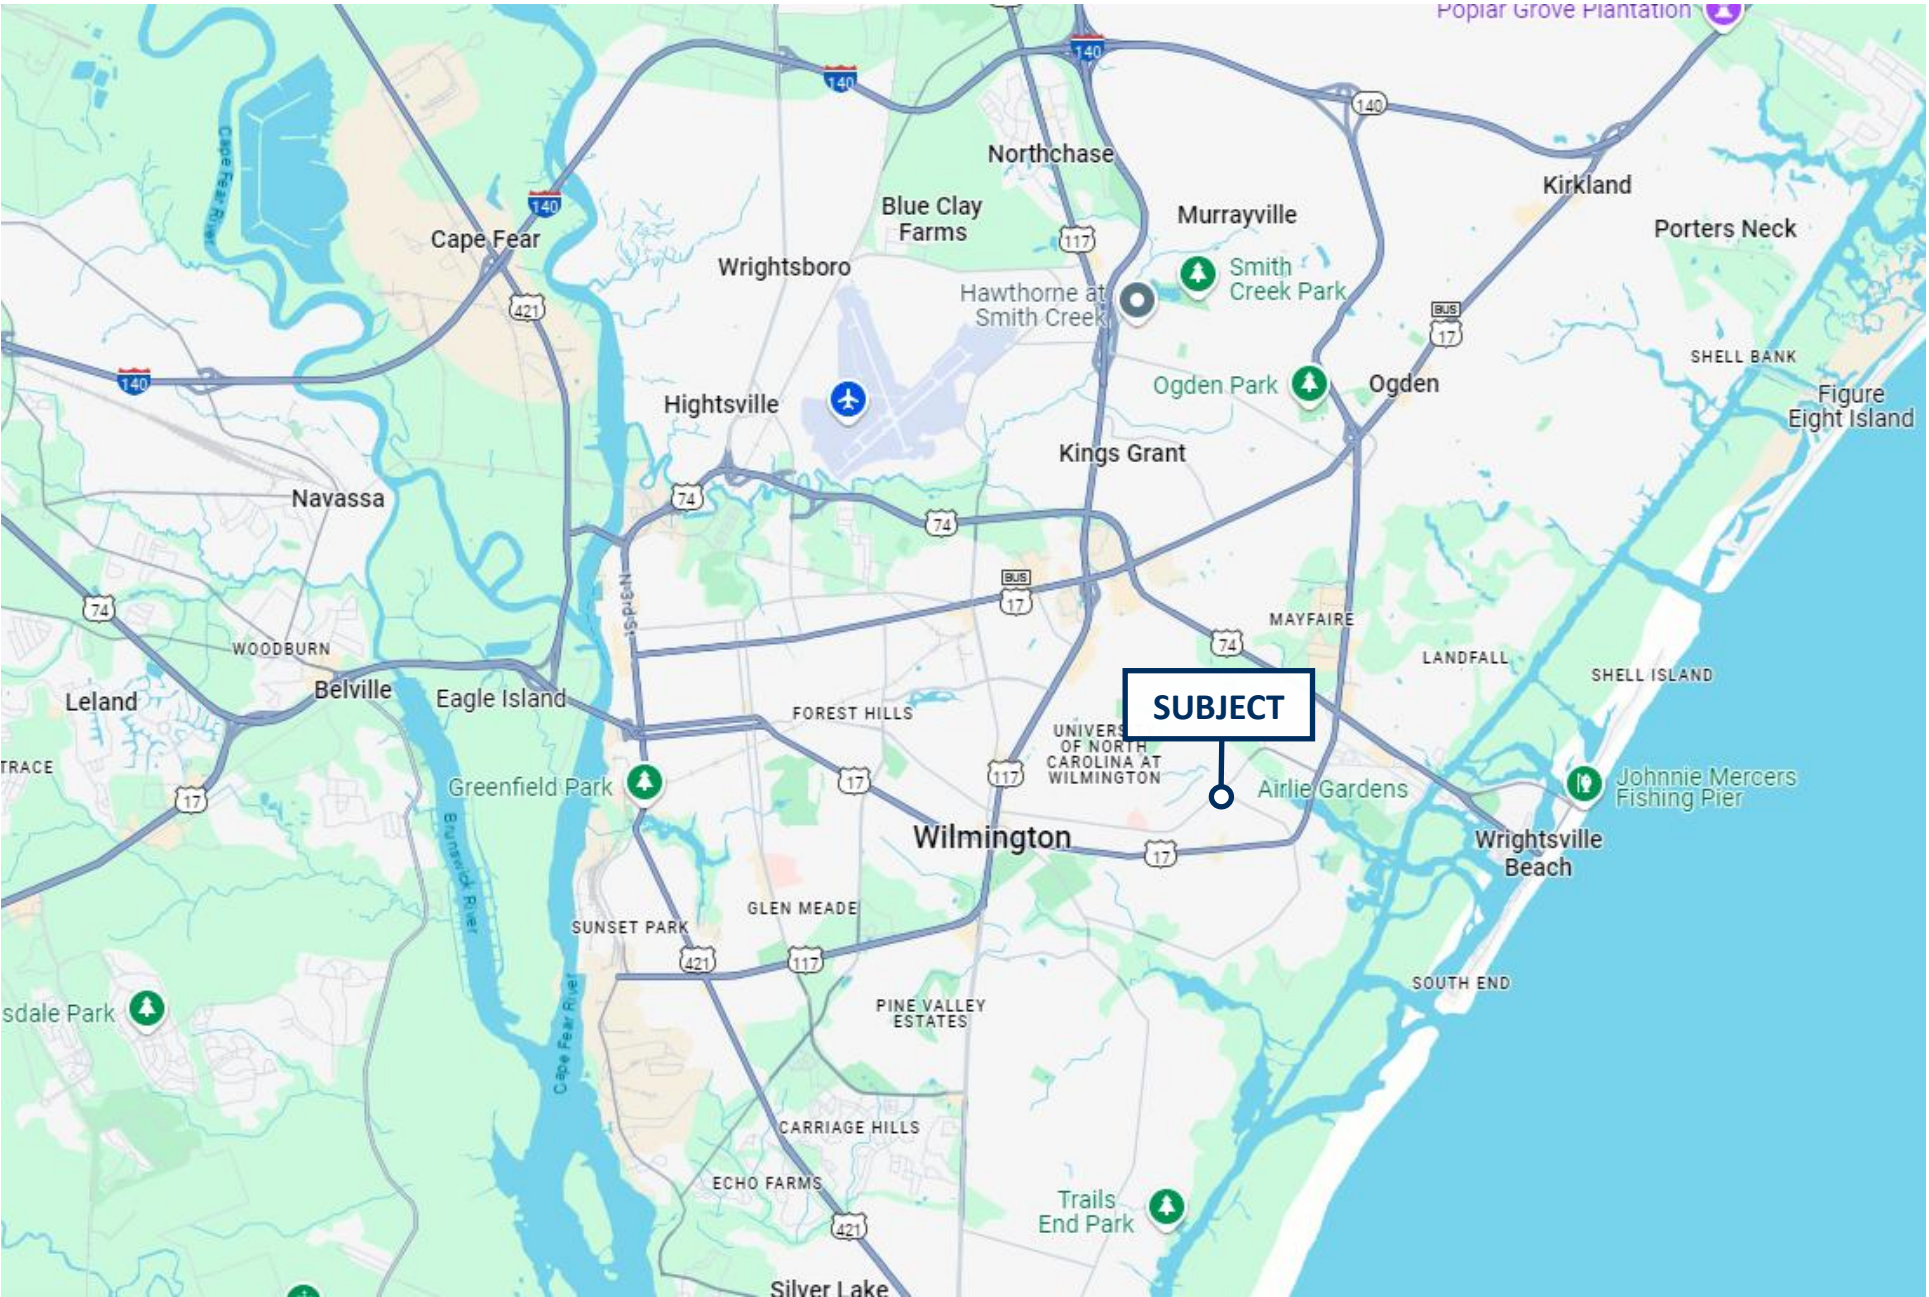 Poplar Grove Plantation
140
140
140
Northchase
Kirkland
140
Blue Clay
Farms
Murrayville
Porters Neck
Cape Fear River
Cape Fear
117
Wrightsboro
Smith
Creek Park
Hawthorne at
Smith Creek
421
BUS
17
SHELL BANK
140
Ogden Park
Ogden
Figure
Eight Island
Hightsville
Kings Grant
Navassa
74
74
N 3rd St
BUS
17
74
MAYFAIRE
WOODBURN
74
LANDFALL
SHELL ISLAND
Leland
Belville
Eagle Island
SUBJECT
FOREST HILLS
UNIVERS
OF NORTH
CAROLINA AT
WILMINGTON
TRACE
17
Greenfield Park
17
117
Airlie Gardens
Johnnie Mercers
Fishing Pier
Brunswick River
Wilmington
17
Wrightsville
Beach
GLEN MEADE
SUNSET PARK
421
117
SOUTH END
sdale Park
Cape Fear River
PINE VALLEY
ESTATES
CARRIAGE HILLS
ECHO FARMS
Trails
End Park
421
Silver Lake